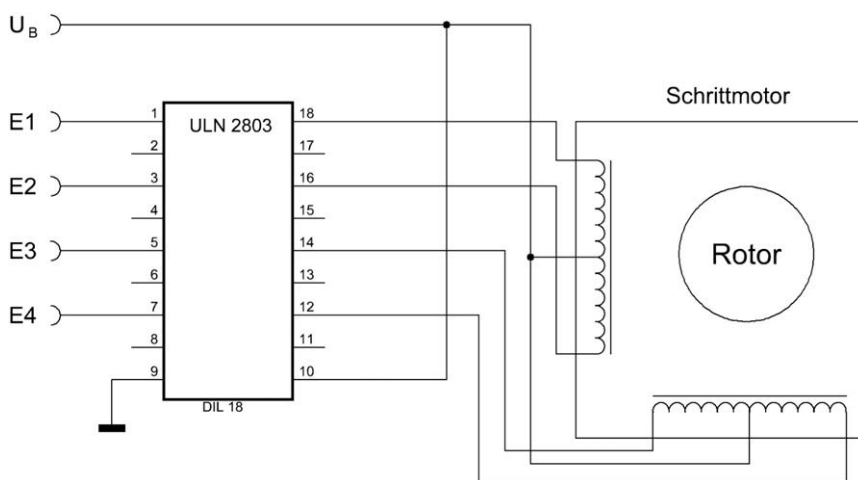 U B
Schrittmotor
E1 1 ULN 2803 18
2 17
E2 3 16
4 15
E3 5 14
Rotor
6 13
E4 7 12
8 11
9 10
DIL 18